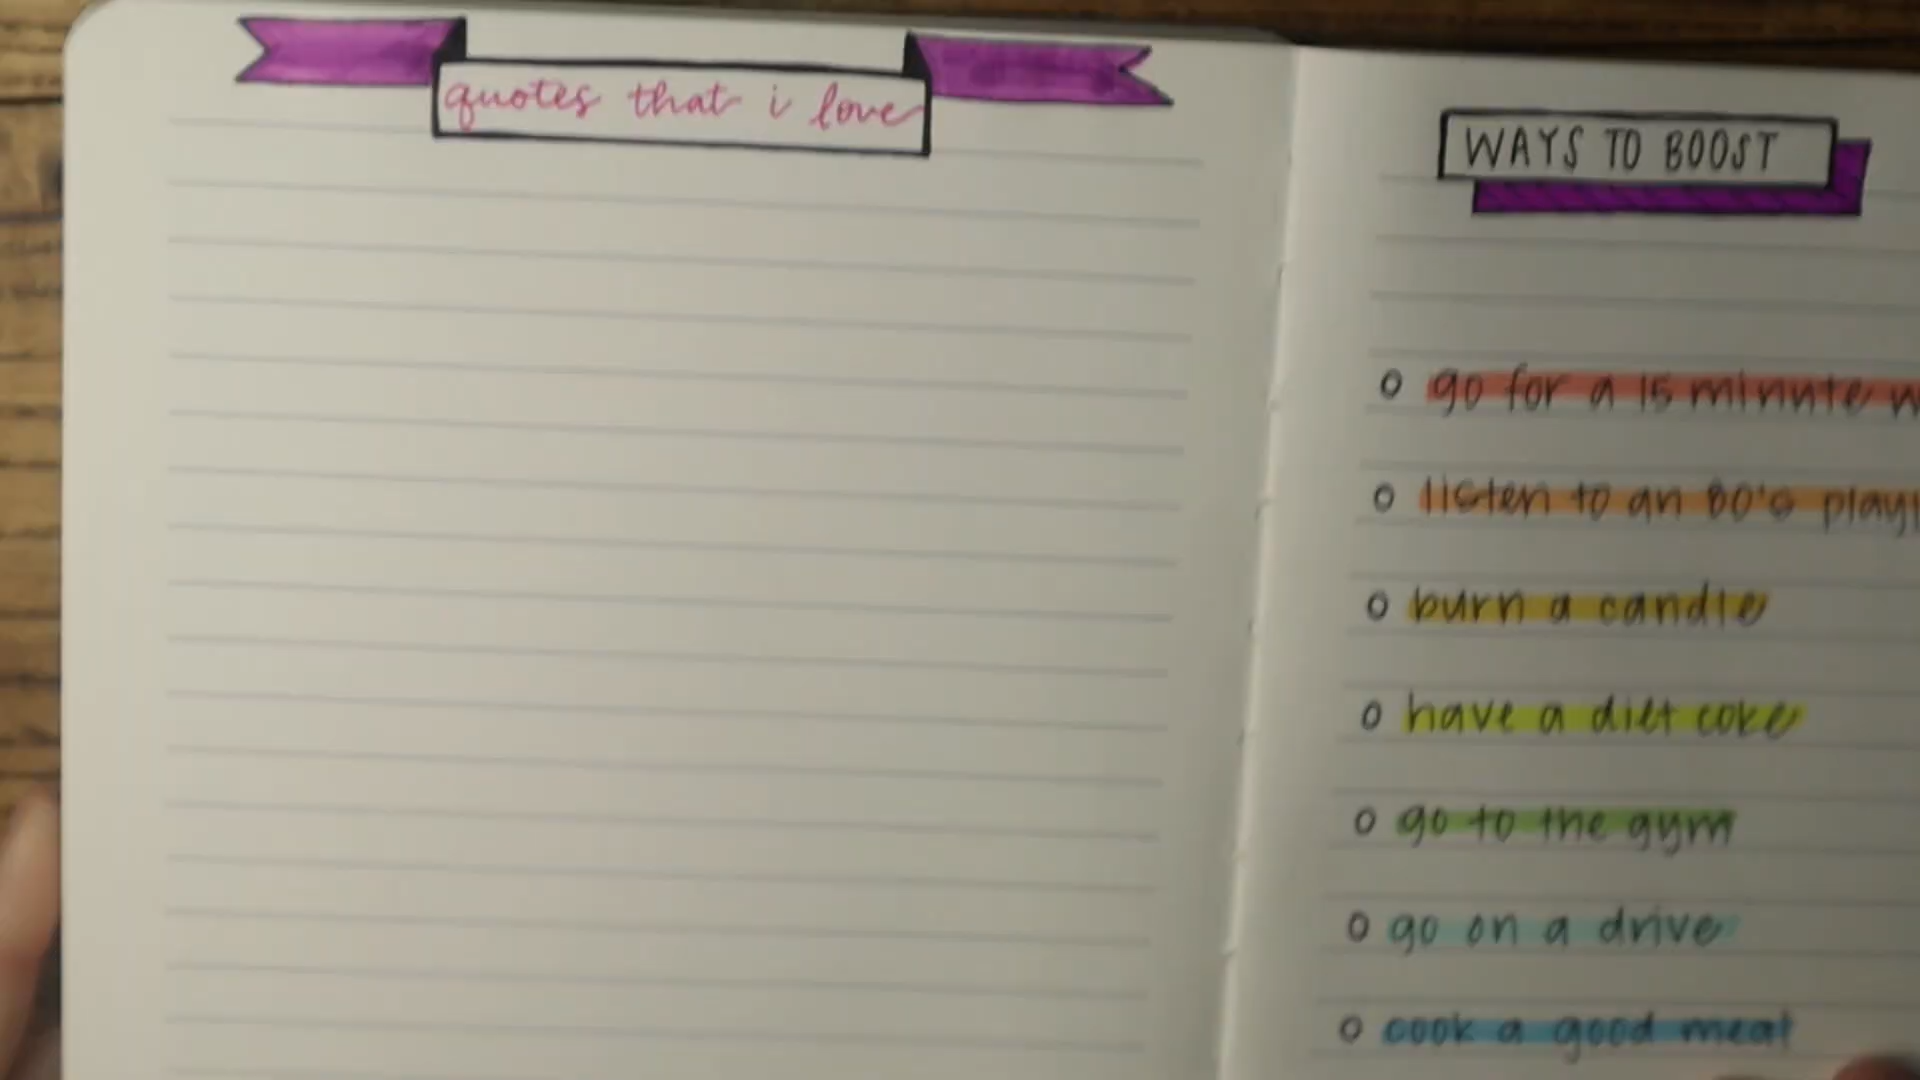 quotes that i love
WAYS TO BOOST
o go for a 15 minute
o listen to an 80's
o burn a candle
o have a diet coke
o go to the gym
o go on a drive
o cook a good meal